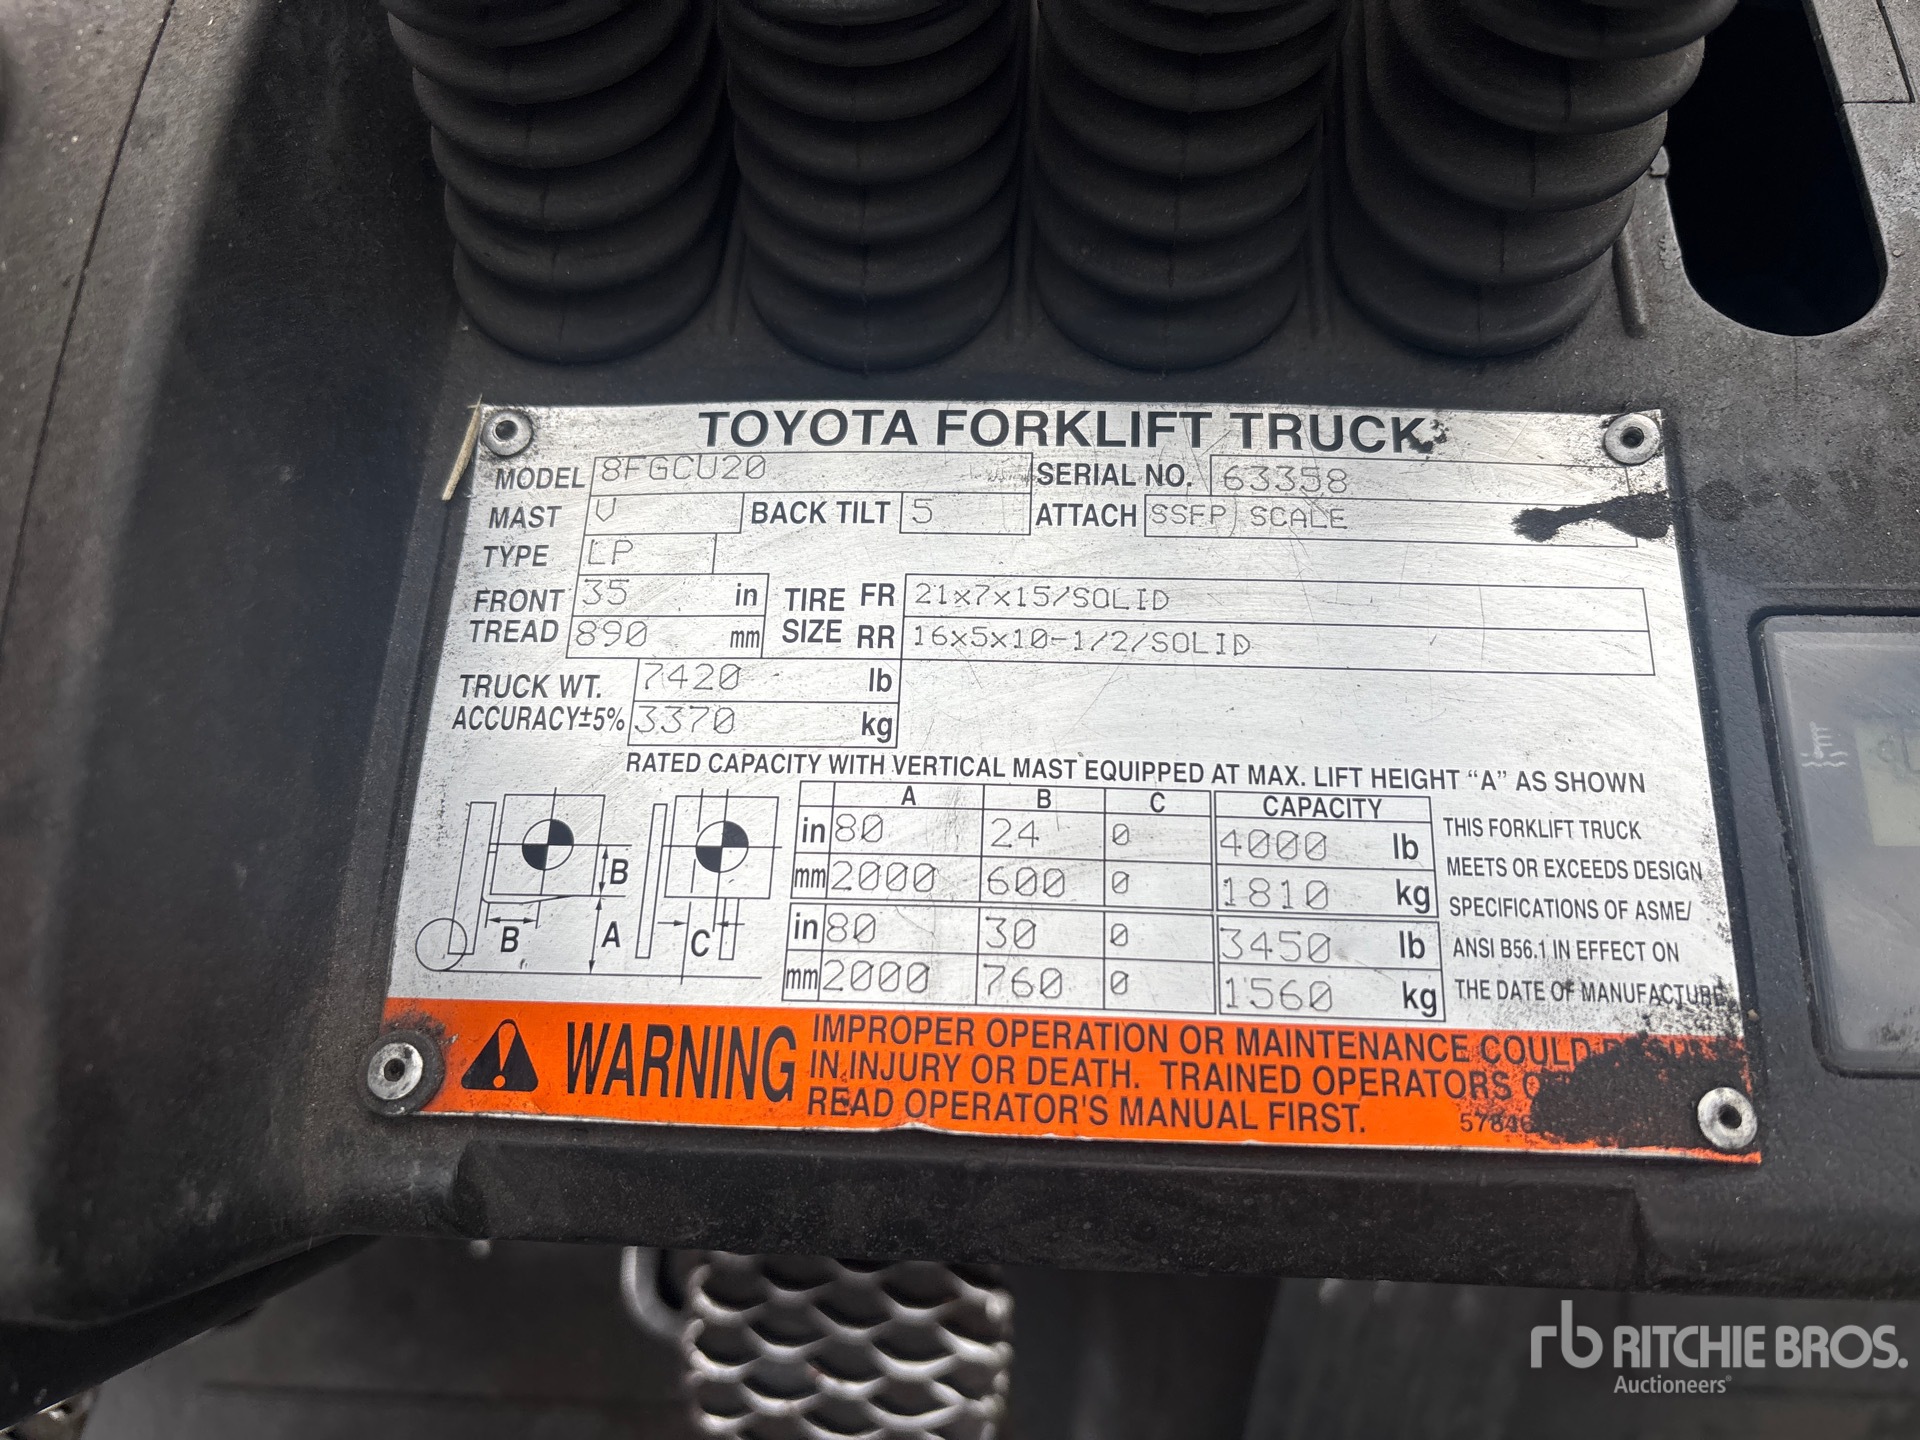 TOYOTA FORKLIFT TRUCK
MODEL 8FGCU20 SERIAL NO. 63358
MAST V BACK TILT 5 ATTACH SSFP) SCALE
TYPE LP
FRONT TREAD 35 in TIRE SIZE FR 21x7x15/SOLID
890 mm RR 16x5x10-1/2/SOLID
TRUCK WT. 7420 lb
ACCURACY±5% 3370 kg
RATED CAPACITY WITH VERTICAL MAST EQUIPPED AT MAX. LIFT HEIGHT "A" AS SHOWN
A B C CAPACITY
in 80 24 0 4000 lb
mm 2000 600 0 1810 kg
in 80 30 0 3450 lb
mm 2000 760 0 1560 kg
B
B A C
THIS FORKLIFT TRUCK
MEETS OR EXCEEDS DESIGN
SPECIFICATIONS OF ASME/
ANSI B56.1 IN EFFECT ON
THE DATE OF MANUFACTURE
WARNING
IMPROPER OPERATION OR MAINTENANCE COULD
IN INJURY OR DEATH. TRAINED OPERATORS
READ OPERATOR'S MANUAL FIRST.
rb RITCHIE BROS.
Auctioneers